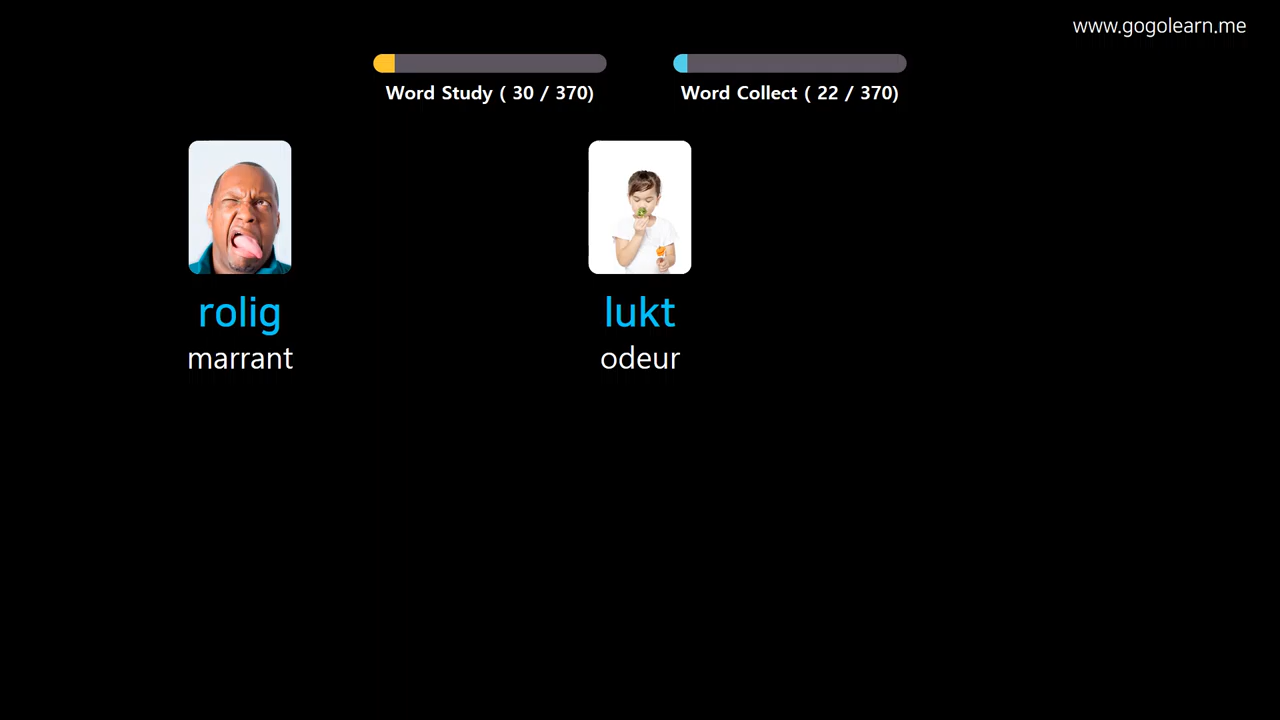 www.gogolearn.me
Word Study ( 30 / 370)
Word Collect ( 22 / 370)
rolig
marrant
lukt
odeur